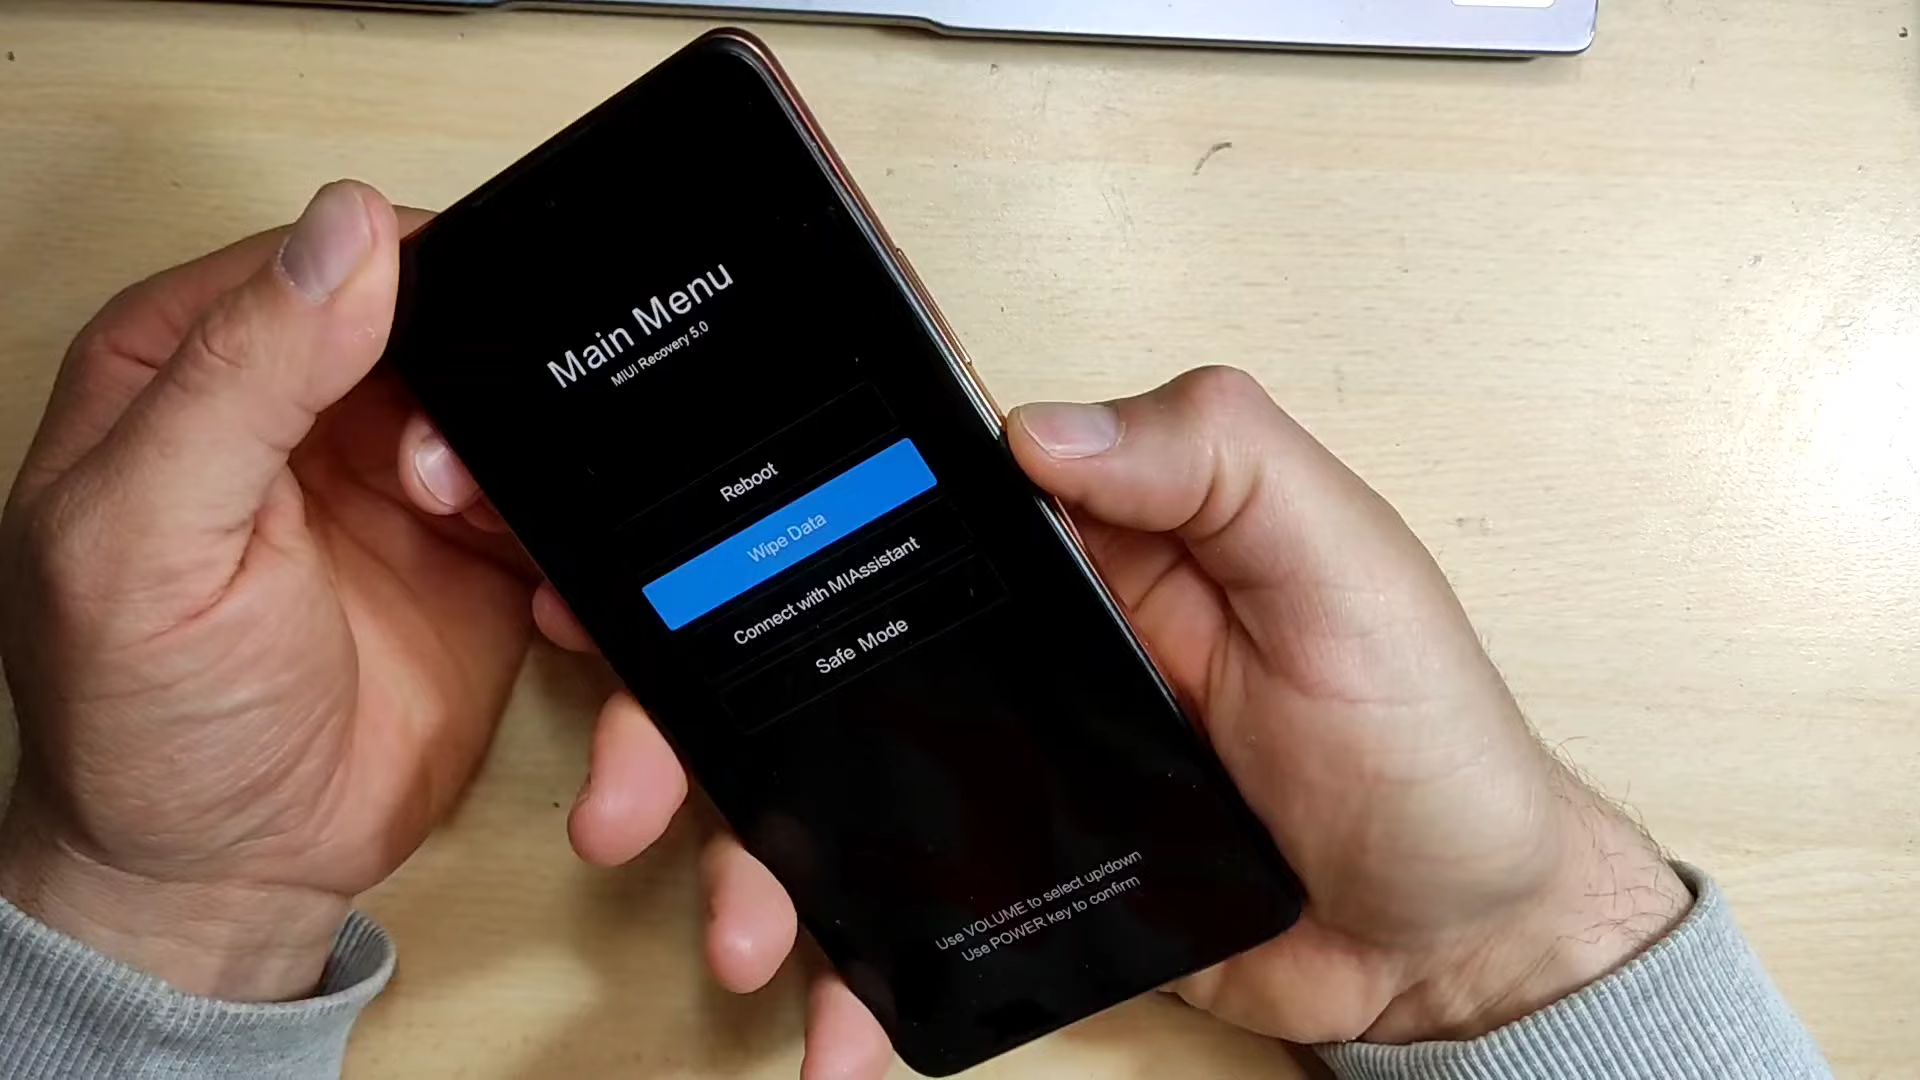 Main Menu
MIUI Recovery 5.0
Reboot
Wipe Data
Connect with MIAssistant
Safe Mode
Use VOLUME to select up/down
Use POWER key to confirm